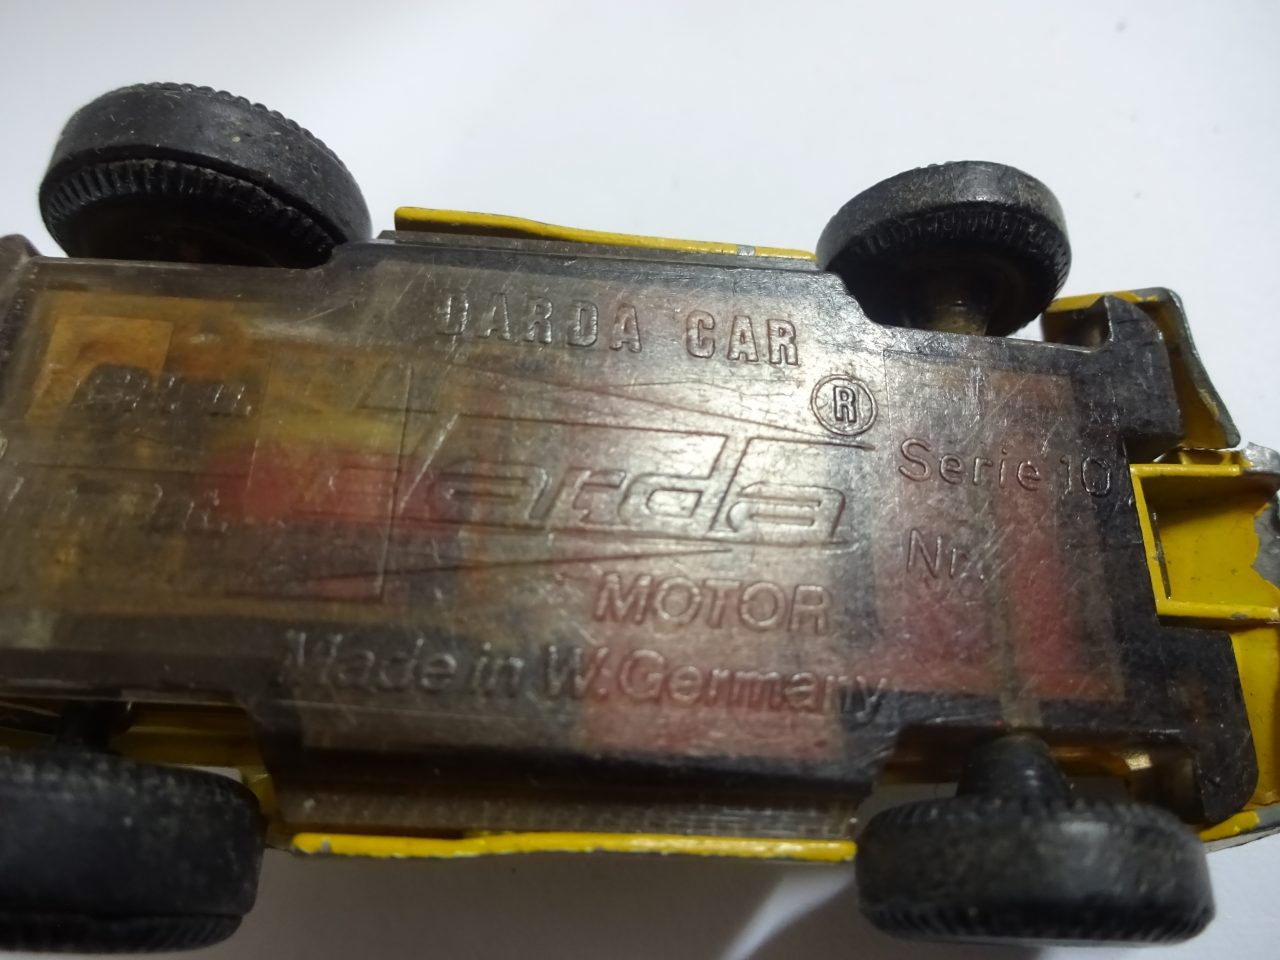 DARDA CAR
®
Darda
Serie 10
Nr.
MOTOR
Made in W. Germany